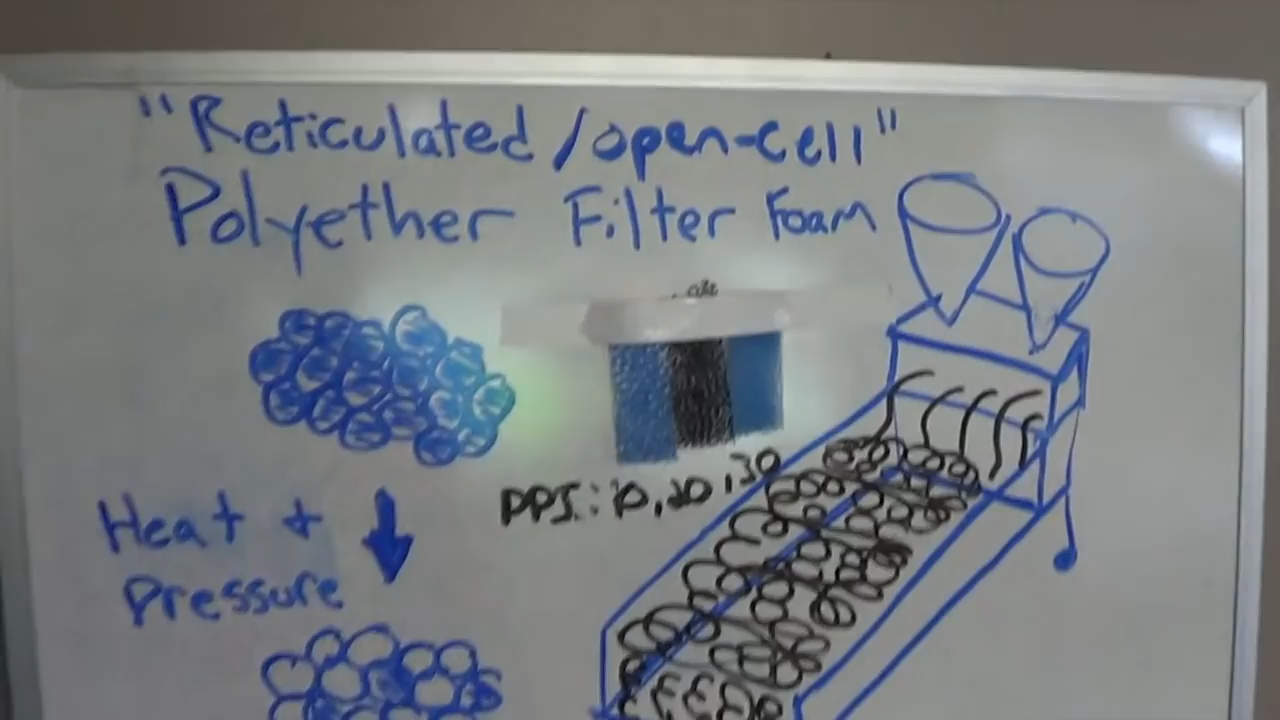 "Reticulated /open-cell"
Polyether Filter Foam
Heat +
Pressure
PPI: 10,20,30